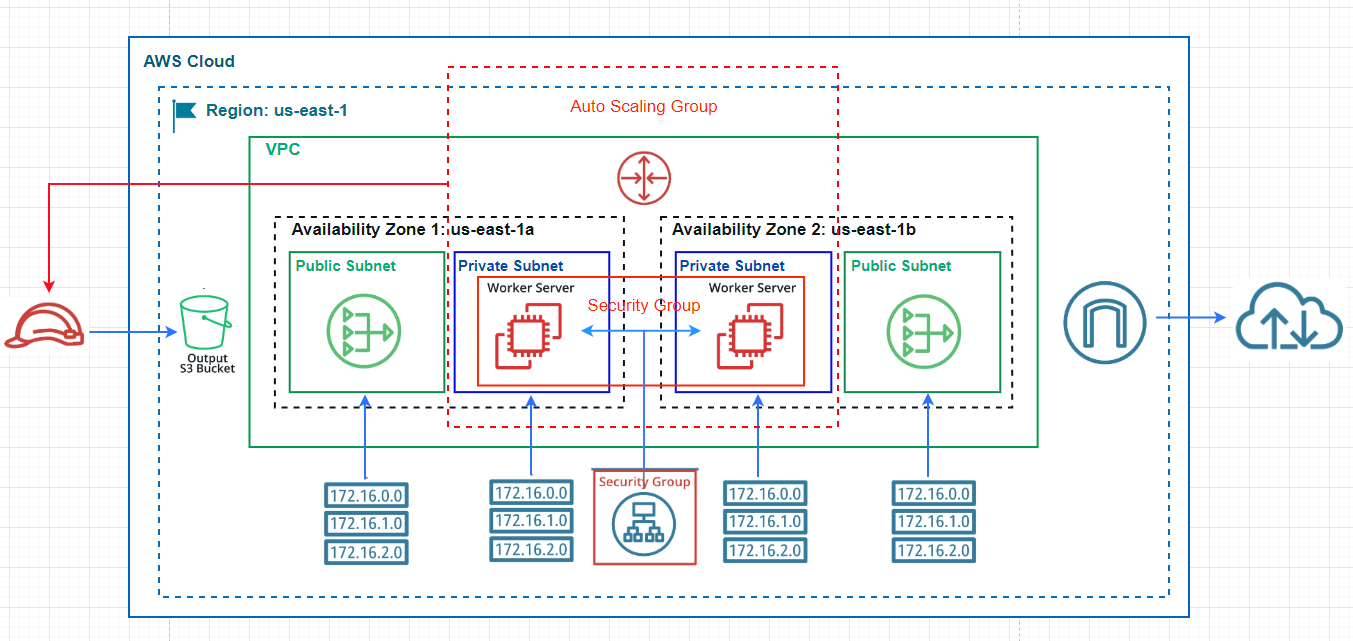 AWS Cloud
Region: us-east-1
Auto Scaling Group
VPC
Availability Zone 1: us-east-1a
Availability Zone 2: us-east-1b
Public Subnet
Private Subnet
Private Subnet
Public Subnet
Worker Server
Worker Server
Security Group
Output
S3 Bucket
172.16.0.0
172.16.1.0
172.16.2.0
172.16.0.0
172.16.1.0
172.16.2.0
Security Group
172.16.0.0
172.16.1.0
172.16.2.0
172.16.0.0
172.16.1.0
172.16.2.0